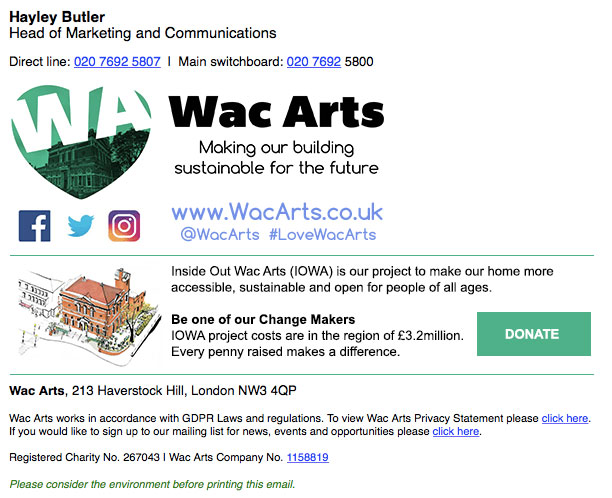 Hayley Butler
Head of Marketing and Communications
Direct line: 020 7692 5807 I Main switchboard: 020 7692 5800
WA
Wac Arts
Making our building
sustainable for the future
www.WacArts.co.uk
@WacArts #LoveWacArts
Inside Out Wac Arts (IOWA) is our project to make our home more
accessible, sustainable and open for people of all ages.
Be one of our Change Makers
IOWA project costs are in the region of £3.2million.
Every penny raised makes a difference.
DONATE
Wac Arts, 213 Haverstock Hill, London NW3 4QP
Wac Arts works in accordance with GDPR Laws and regulations. To view Wac Arts Privacy Statement please click here.
If you would like to sign up to our mailing list for news, events and opportunities please click here.
Registered Charity No. 267043 I Wac Arts Company No. 1158819
Please consider the environment before printing this email.